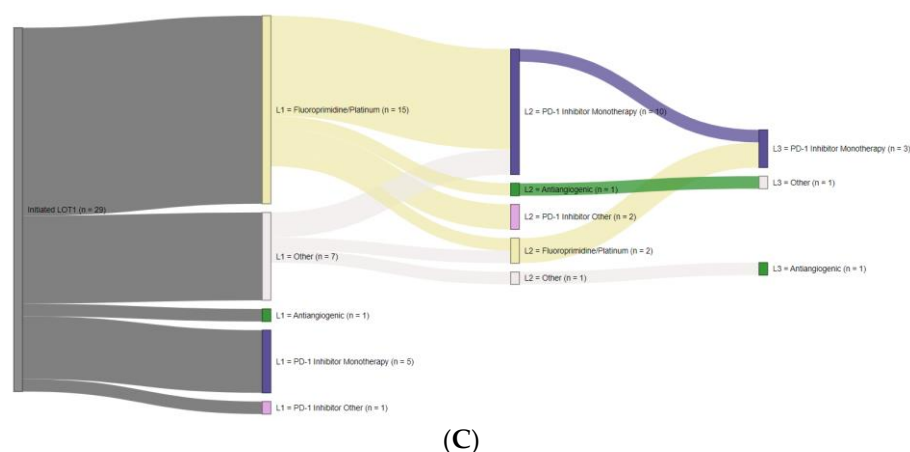 Initiated LOT1 (n = 29)
L1 = Fluoroprimidine/Platinum (n = 15)
L1 = Other (n = 7)
L1 = Antiangiogenic (n = 1)
L1 = PD-1 Inhibitor Monotherapy (n = 5)
L1 = PD-1 Inhibitor Other (n = 1)
L2 = PD-1 Inhibitor Monotherapy (n = 10)
L2 = Antiangiogenic (n = 1)
L2 = PD-1 Inhibitor Other (n = 2)
L2 = Fluoroprimidine/Platinum (n = 2)
L2 = Other (n = 1)
L3 = PD-1 Inhibitor Monotherapy (n = 3)
L3 = Other (n = 1)
L3 = Antiangiogenic (n = 1)
(C)